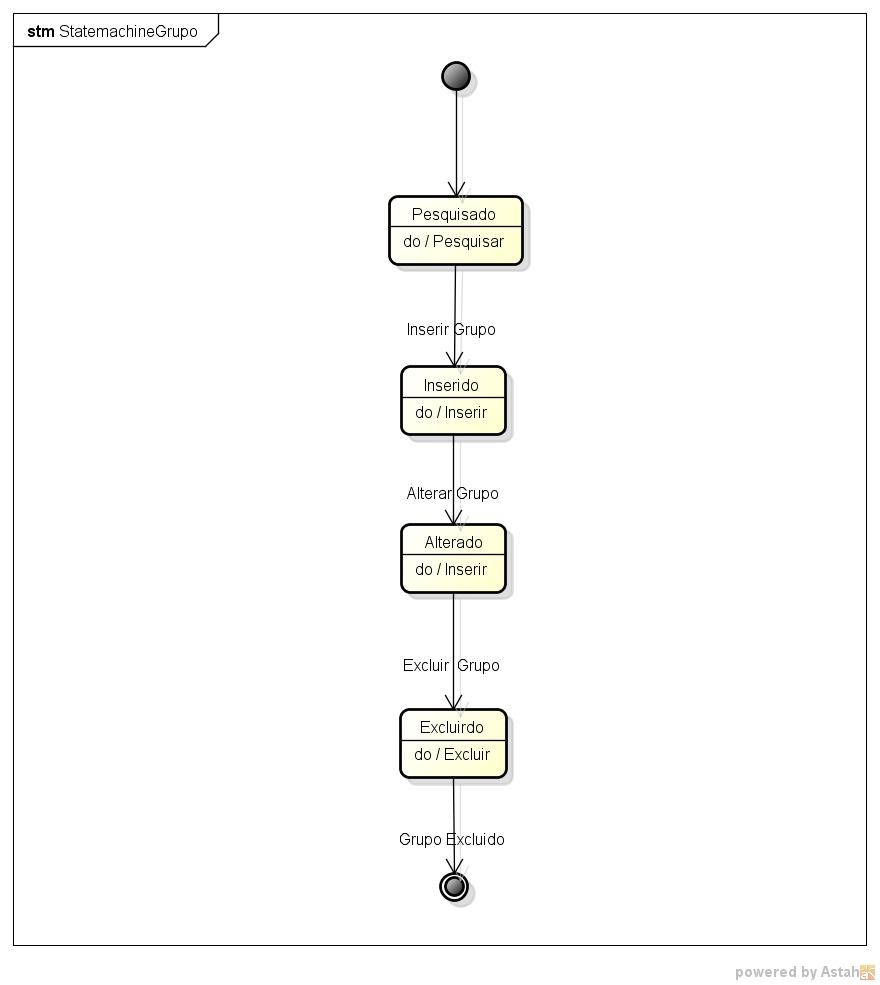 stm StatemachineGrupo
Pesquisado
do / Pesquisar
Inserir Grupo
Inserido
do / Inserir
Alterar Grupo
Alterado
do / Inserir
Excluir Grupo
Excluirdo
do / Excluir
Grupo Excluido
powered by Astah